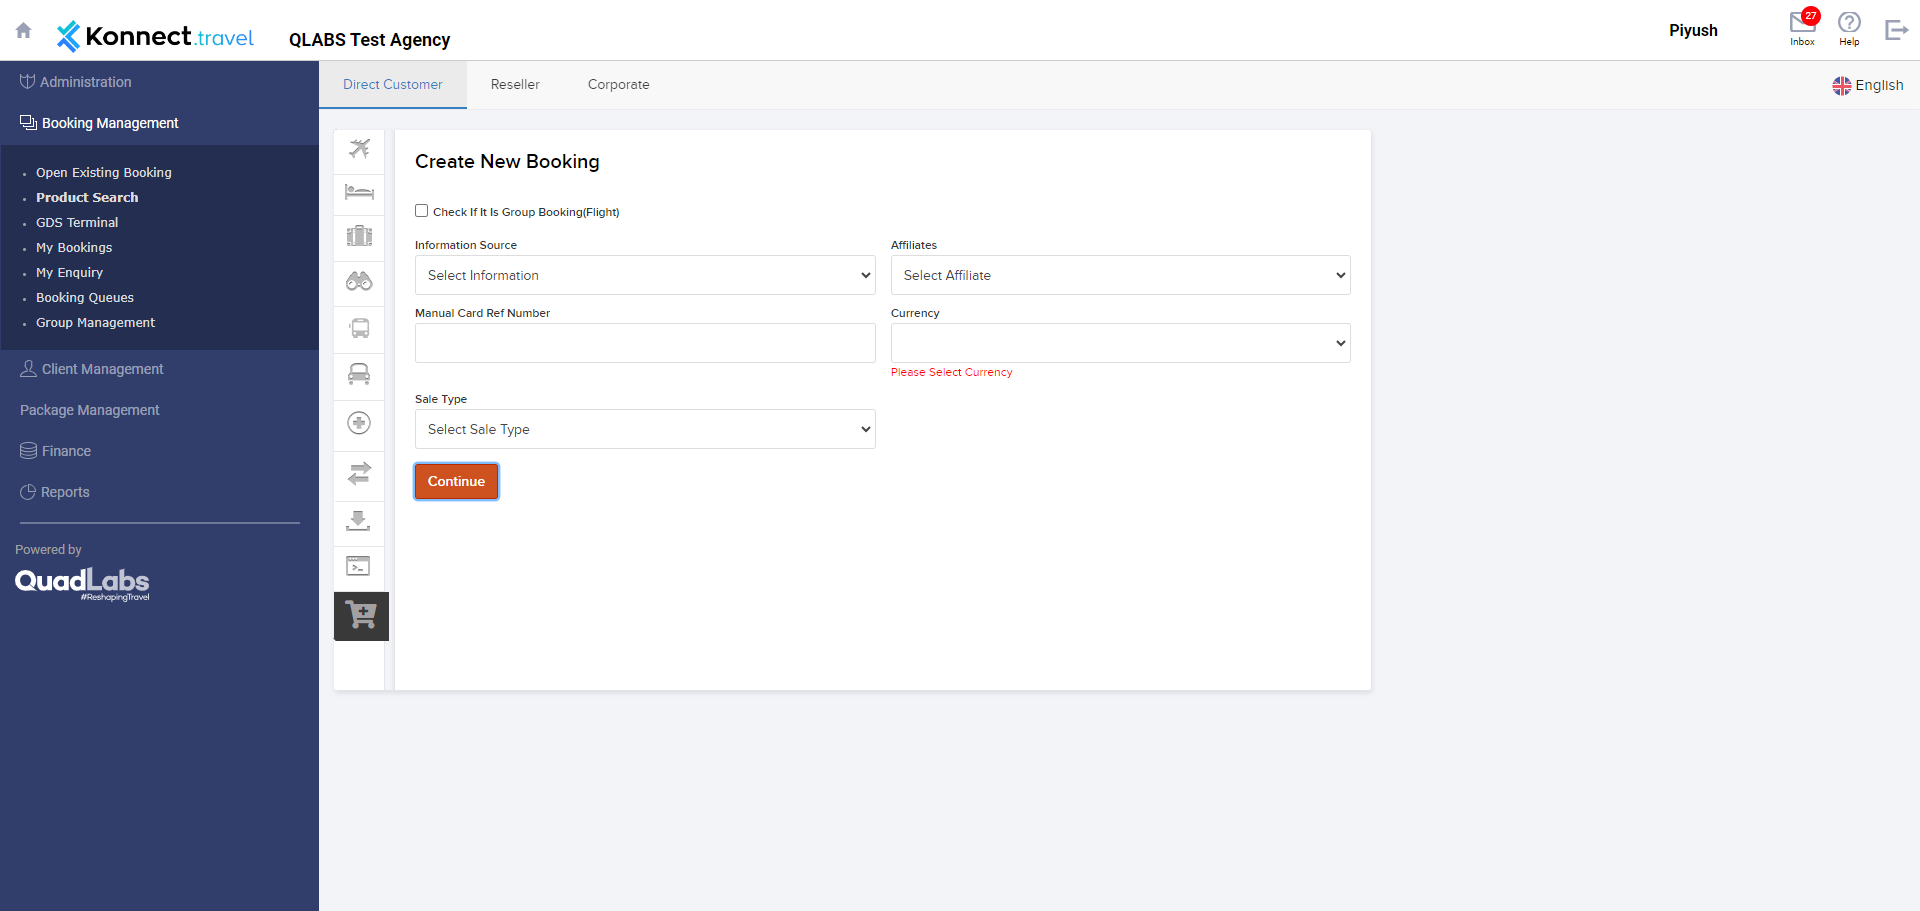 Konnect.travel
QLABS Test Agency
Piyush
27
Inbox
Help
Administration
Booking Management
Open Existing Booking
Product Search
GDS Terminal
My Bookings
My Enquiry
Booking Queues
Group Management
Client Management
Package Management
Finance
Reports
Powered by
QuadLabs
#ReshapingTravel
Direct Customer
Reseller
Corporate
English
Create New Booking
Check If It Is Group Booking(Flight)
Information Source
Affiliates
Select Information
Select Affiliate
Manual Card Ref Number
Currency
Please Select Currency
Sale Type
Select Sale Type
Continue